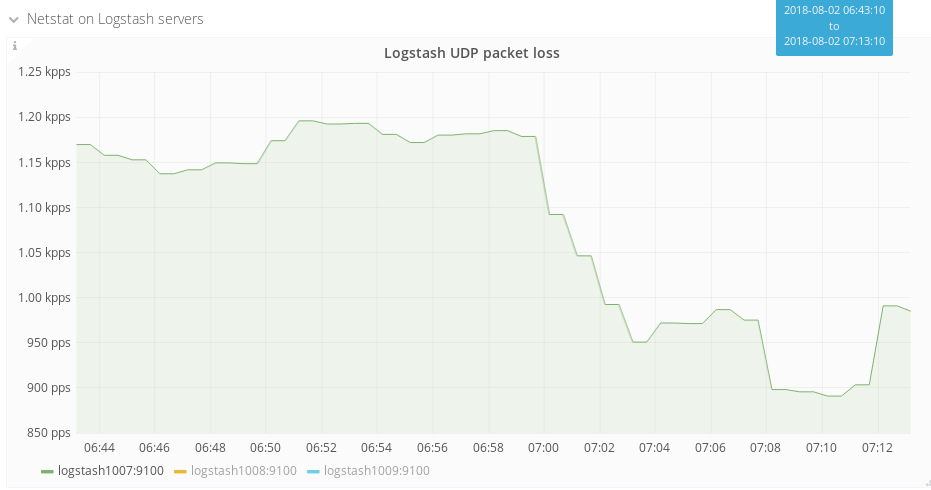 Netstat on Logstash servers
2018-08-02 06:43:10
to
2018-08-02 07:13:10
i
Logstash UDP packet loss
1.25 kpps
1.20 kpps
1.15 kpps
1.10 kpps
1.05 kpps
1.00 kpps
950 pps
900 pps
850 pps
06:44 06:46 06:48 06:50 06:52 06:54 06:56 06:58 07:00 07:02 07:04 07:06 07:08 07:10 07:12
logstash1007:9100 logstash1008:9100 logstash1009:9100